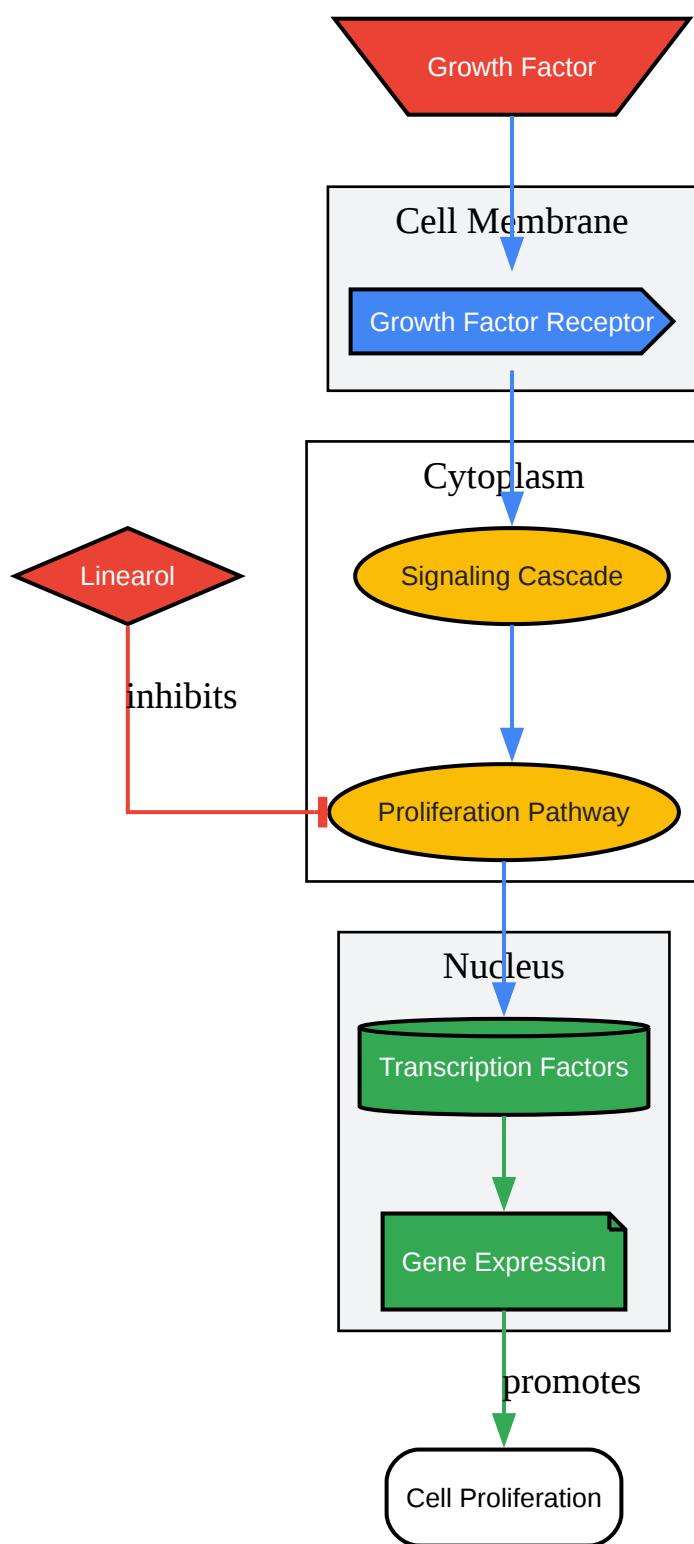 Growth Factor
Cell Membrane
Growth Factor Receptor
Cytoplasm
Linearol
Signaling Cascade
inhibits
Proliferation Pathway
Nucleus
Transcription Factors
Gene Expression
promotes
Cell Proliferation